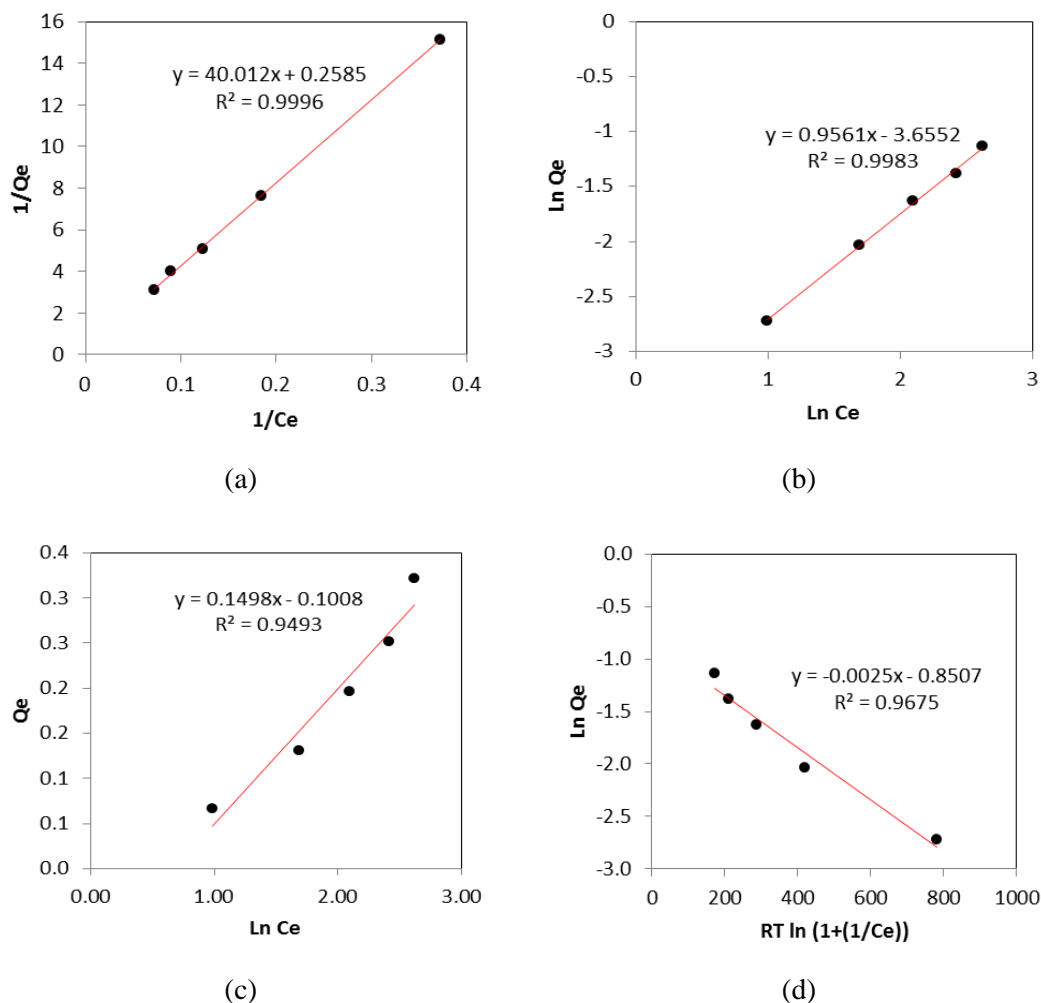 16
14
12
10
8
6
4
2
0
1/Qe
y = 40.012x + 0.2585
R² = 0.9996
0
0.1
0.2
0.3
0.4
1/Ce
(a)
0
-0.5
-1
-1.5
-2
-2.5
-3
Ln Qe
y = 0.9561x - 3.6552
R² = 0.9983
0
1
2
3
Ln Ce
(b)
0.4
0.3
0.3
0.2
0.2
0.1
0.1
0.0
Qe
y = 0.1498x - 0.1008
R² = 0.9493
0.00
1.00
2.00
3.00
Ln Ce
(c)
0.0
-0.5
-1.0
-1.5
-2.0
-2.5
-3.0
Ln Qe
y = -0.0025x - 0.8507
R² = 0.9675
0
200
400
600
800
1000
RT ln (1+(1/Ce))
(d)